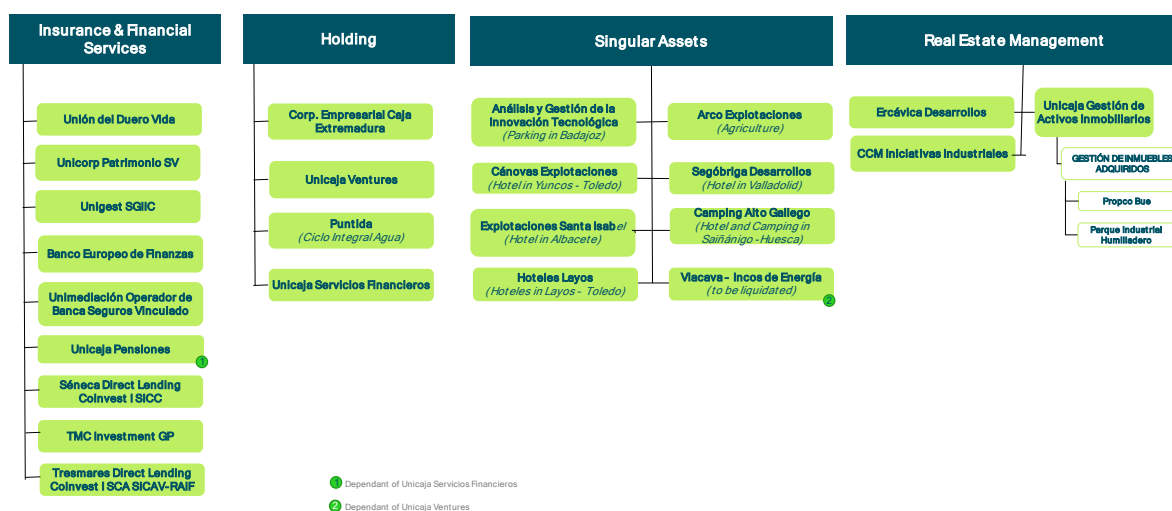 Insurance & Financial
Services
Unión del Duero Vida
Unicorp Patrimonio SV
Unigest SGIIC
Banco Europeo de Finanzas
Unimediación Operador de
Banca Seguros Vinculado
Unicaja Pensiones
1
Séneca Direct Lending
Coinvest I SICC
TMC Investment GP
Tresmares Direct Lending
Coinvest I SCA SICAV-RAIF
Holding
Corp. Empresarial Caja
Extremadura
Unicaja Ventures
Puntida
(Ciclo Integral Agua)
Unicaja Servicios Financieros
Singular Assets
Análisis y Gestión de la
Innovación Tecnológica
(Parking in Badajoz)
Arco Explotaciones
(Agriculture)
Cánovas Explotaciones
(Hotel in Yuncos - Toledo)
Segóbriga Desarrollos
(Hotel in Valladolid)
Explotaciones Santa Isabel
(Hotel in Albacete)
Camping Alto Gallego
(Hotel and Camping in
Saiñánigo - Huesca)
Hoteles Layos
(Hoteles in Layos - Toledo)
Viacava - Incos de Energía
(to be liquidated)
2
Real Estate Management
Ercávica Desarrollos
Unicaja Gestión de
Activos Inmobiliarios
CCM Iniciativas Industriales
GESTIÓN DE INMUEBLES
ADQUIRIDOS
Propco Bue
Parque Industrial
Humilladero
1 Dependant of Unicaja Servicios Financieros
2 Dependant of Unicaja Ventures